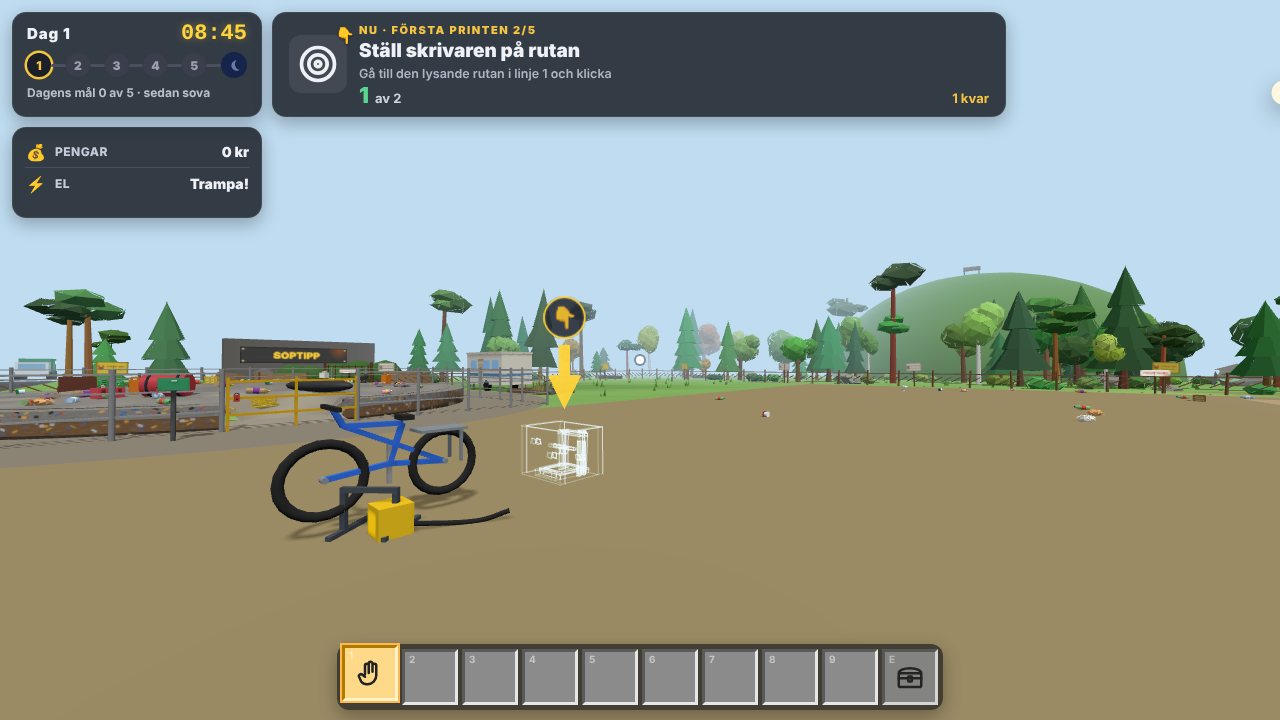 Dag 1
08:45
1 2 3 4 5
Dagens mål 0 av 5 · sedan sova
NU · FÖRSTA PRINTEN 2/5
Ställ skrivaren på rutan
Gå till den lysande rutan i linje 1 och klicka
1 av 2
1 kvar
PENGAR
0 kr
EL
Trampa!
SOPTIPP
1 2 3 4 5 6 7 8 9 E